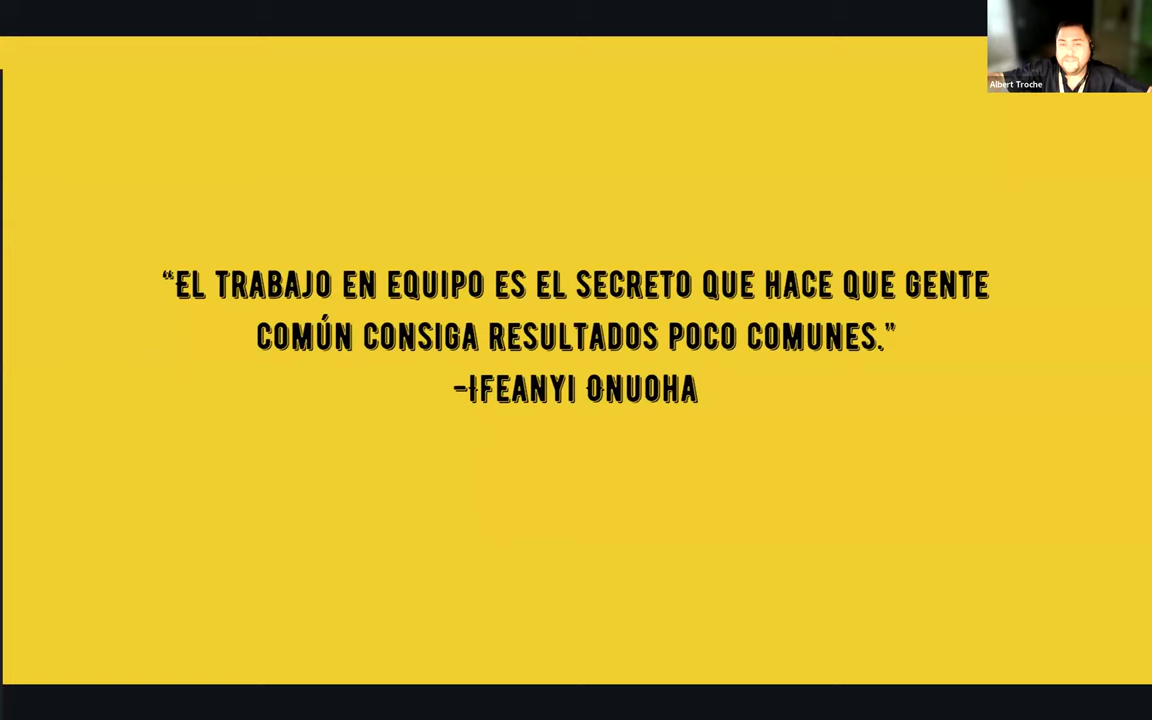 Albert Troche
“EL TRABAJO EN EQUIPO ES EL SECRETO QUE HACE QUE GENTE
COMÚN CONSIGA RESULTADOS POCO COMUNES.”
-IFEANYI ONUOHA